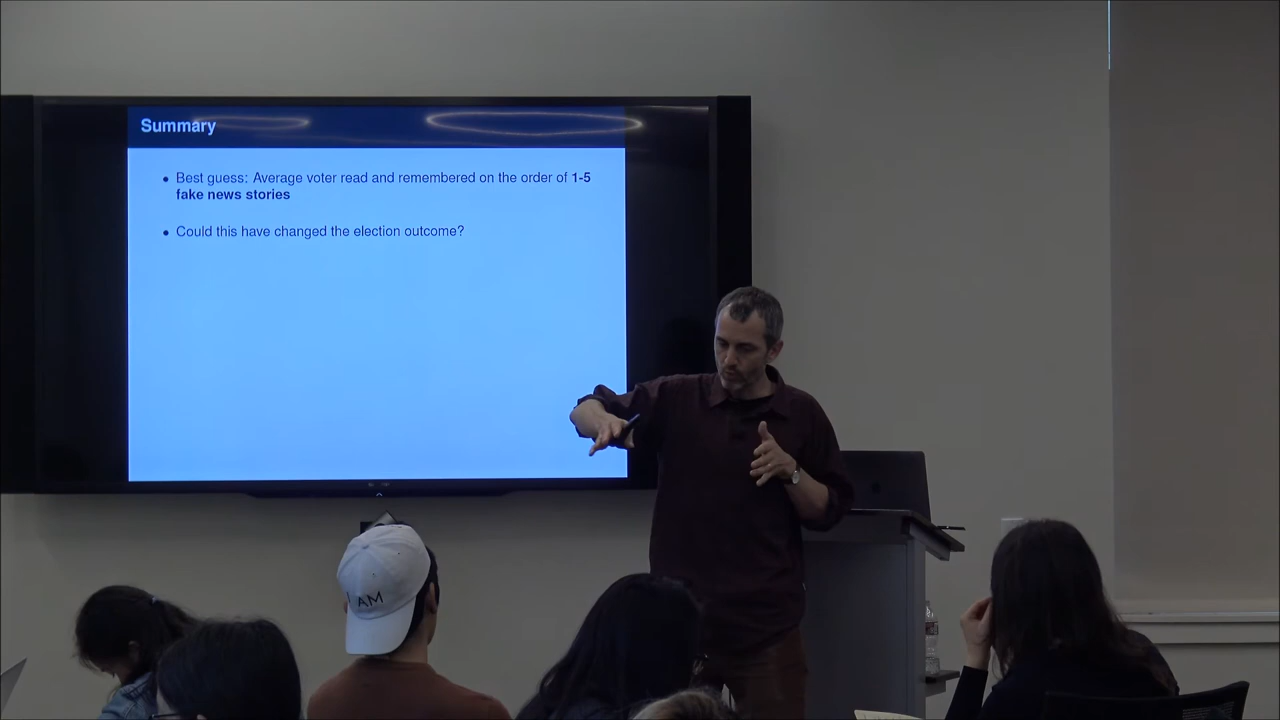 Summary
• Best guess: Average voter read and remembered on the order of 1-5
fake news stories
• Could this have changed the election outcome?
I AM